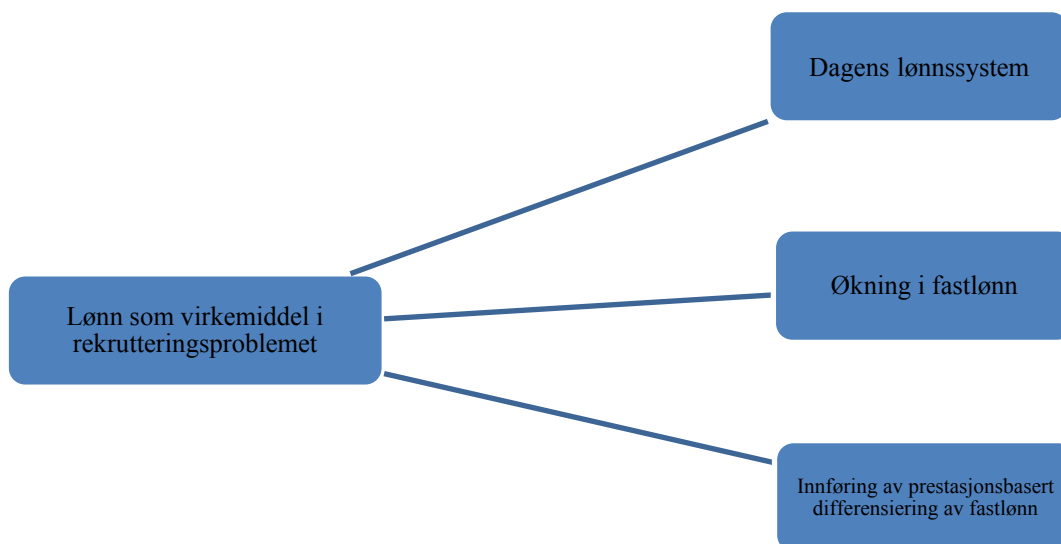 Dagens lønnssystem
Økning i fastlønn
Lønn som virkemiddel i
rekrutteringsproblemet
Innføring av prestasjonsbasert
differensiering av fastlønn